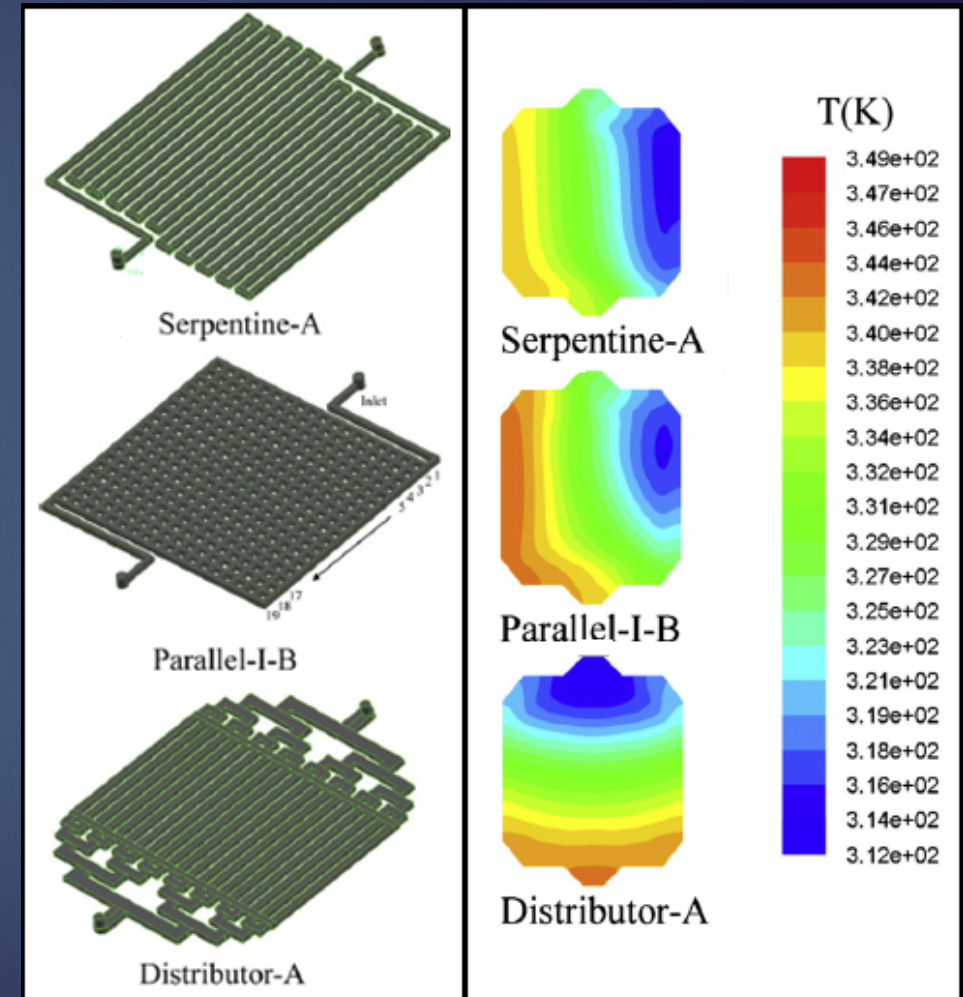 Serpentine-A
Inlet
1
2
3
4
5
17
18
19
Parallel-I-B
Distributor-A
Serpentine-A
Parallel-I-B
Distributor-A
T(K)
3.49e+02
3.47e+02
3.46e+02
3.44e+02
3.42e+02
3.40e+02
3.38e+02
3.36e+02
3.34e+02
3.32e+02
3.31e+02
3.29e+02
3.27e+02
3.25e+02
3.23e+02
3.21e+02
3.19e+02
3.18e+02
3.16e+02
3.14e+02
3.12e+02